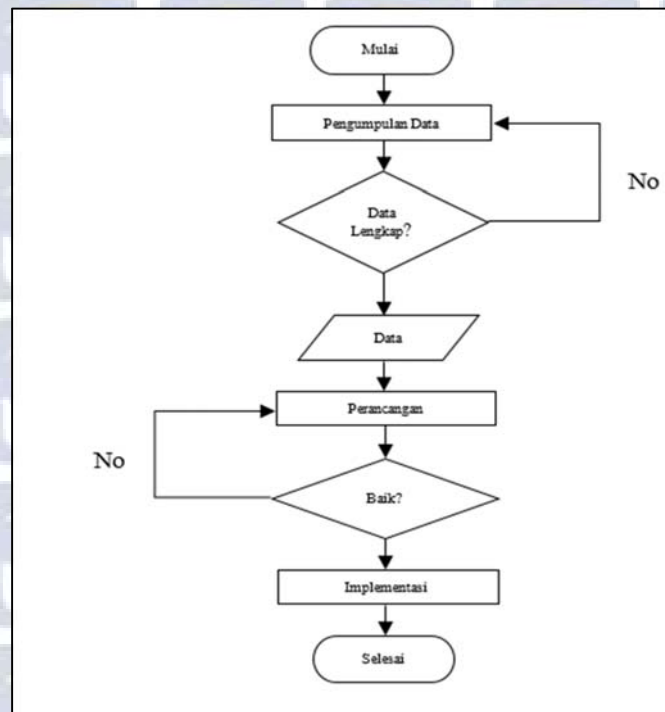 Mulai
Pengumpulan Data
No
Data
Lengkap?
Data
Perancangan
No
Baik?
Implementasi
Selesai